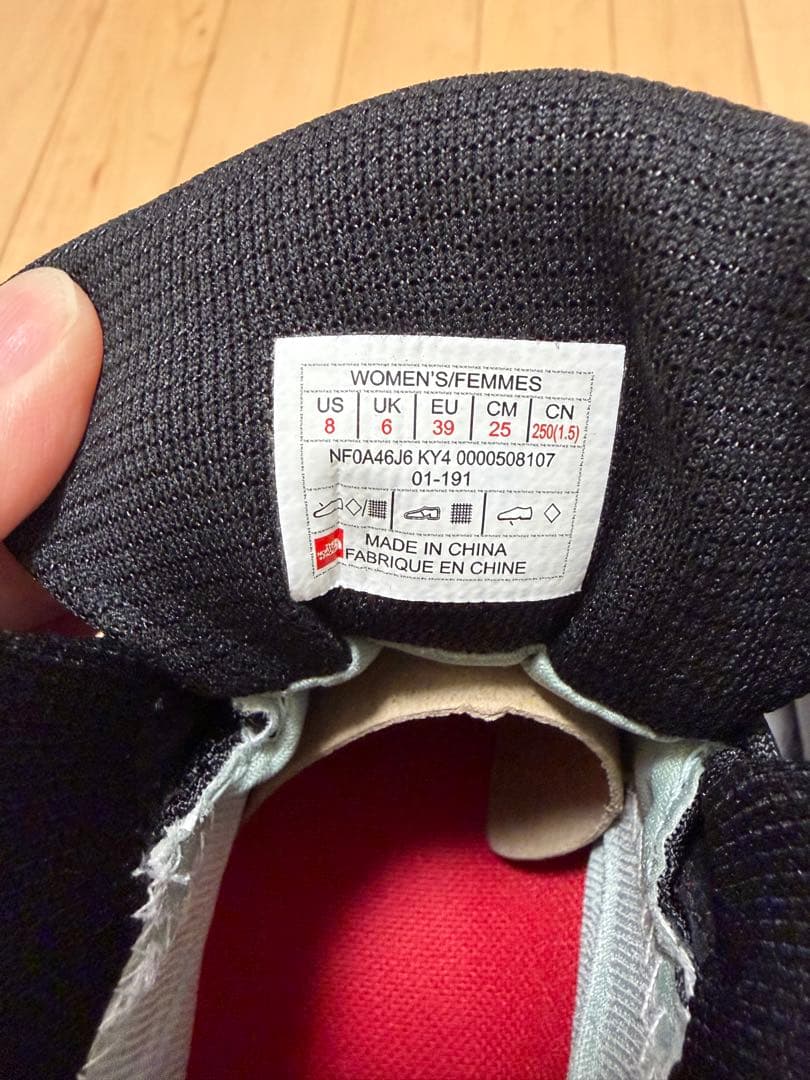 WOMEN'S/FEMMES
US UK EU CM CN
8 6 39 25 250(1.5)
NF0A46J6 KY4 0000508107
01-191
MADE IN CHINA
FABRIQUE EN CHINE